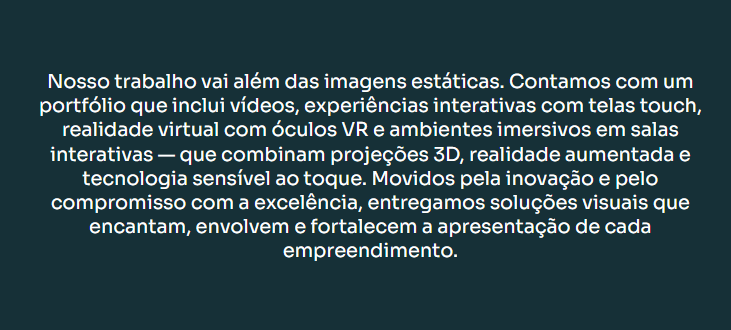 Nosso trabalho vai além das imagens estáticas. Contamos com um
portfólio que inclui vídeos, experiências interativas com telas touch,
realidade virtual com óculos VR e ambientes imersivos em salas
interativas — que combinam projeções 3D, realidade aumentada e
tecnologia sensível ao toque. Movidos pela inovação e pelo
compromisso com a excelência, entregamos soluções visuais que
encantam, envolvem e fortalecem a apresentação de cada
empreendimento.